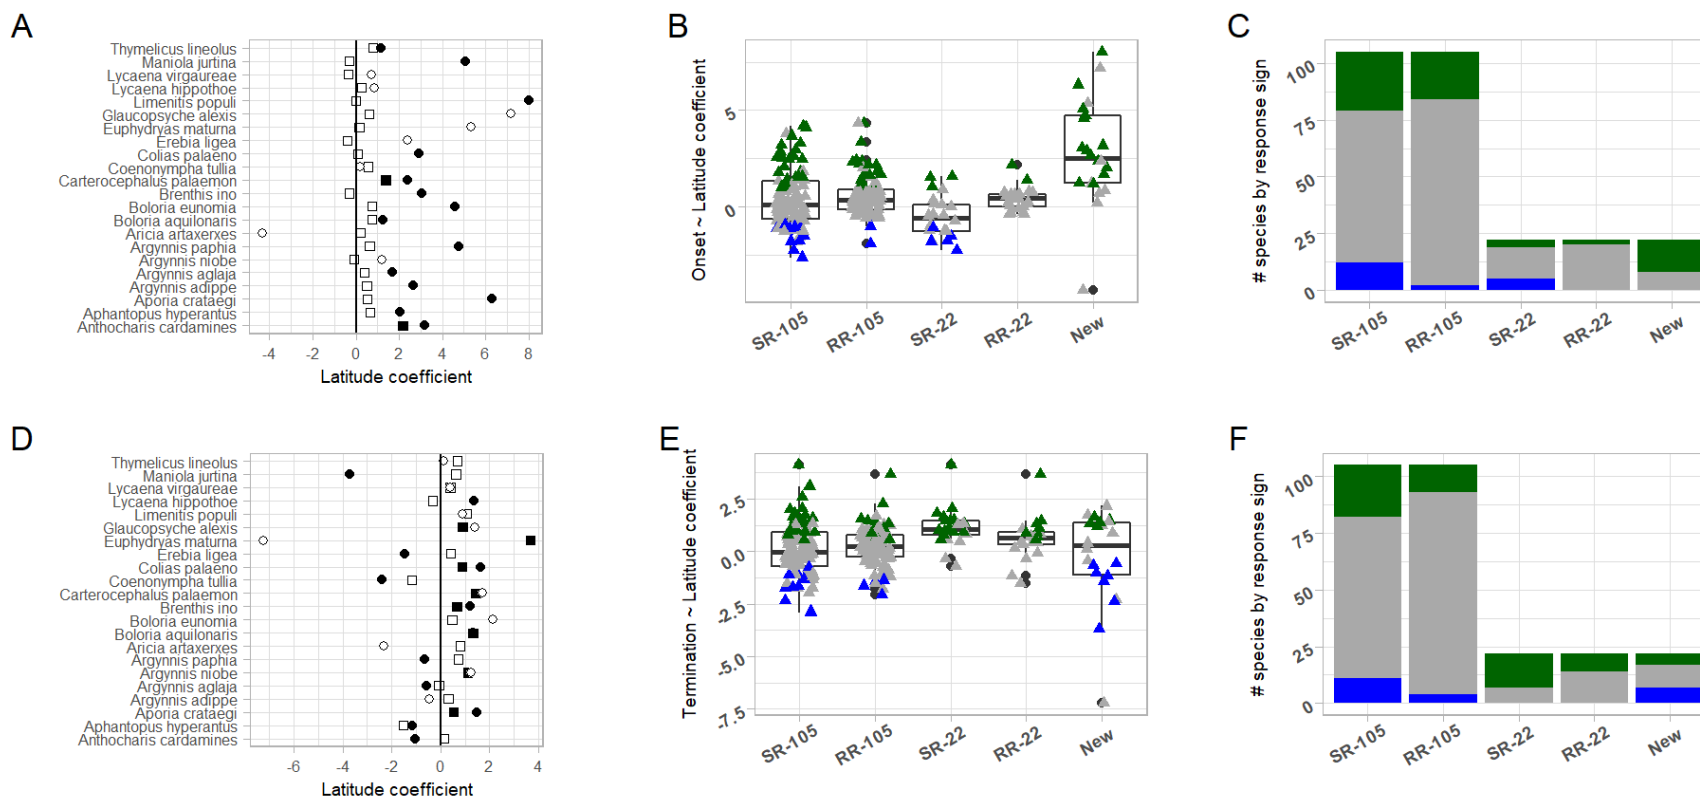 A
Thymelicus lineolus
Maniola jurtina
Lycaena virgaureae
Lycaena hippothoe
Limenitis populi
Glaucopsyche alexis
Euphydryas maturna
Erebia ligea
Colias palaeno
Coenonympha tullia
Carterocephalus palaemon
Brenthis ino
Boloria eunomia
Boloria aquilonaris
Aricia artaxerxes
Argynnis paphia
Argynnis niobe
Argynnis aglaja
Argynnis adippe
Aporia crataegi
Aphantopus hyperantus
Anthocharis cardamines
-4 -2 0 2 4 6 8
Latitude coefficient
B
Onset ~ Latitude coefficient
5
0
SR-105 RR-105 SR-22 RR-22 New
C
# species by response sign
100
75
50
25
0
SR-105 RR-105 SR-22 RR-22 New
D
Thymelicus lineolus
Maniola jurtina
Lycaena virgaureae
Lycaena hippothoe
Limenitis populi
Glaucopsyche alexis
Euphydryas maturna
Erebia ligea
Colias palaeno
Coenonympha tullia
Carterocephalus palaemon
Brenthis ino
Boloria eunomia
Boloria aquilonaris
Aricia artaxerxes
Argynnis paphia
Argynnis niobe
Argynnis aglaja
Argynnis adippe
Aporia crataegi
Aphantopus hyperantus
Anthocharis cardamines
-6 -4 -2 0 2 4
Latitude coefficient
E
Termination ~ Latitude coefficient
2.5
0.0
-2.5
-5.0
-7.5
SR-105 RR-105 SR-22 RR-22 New
F
# species by response sign
100
75
50
25
0
SR-105 RR-105 SR-22 RR-22 New